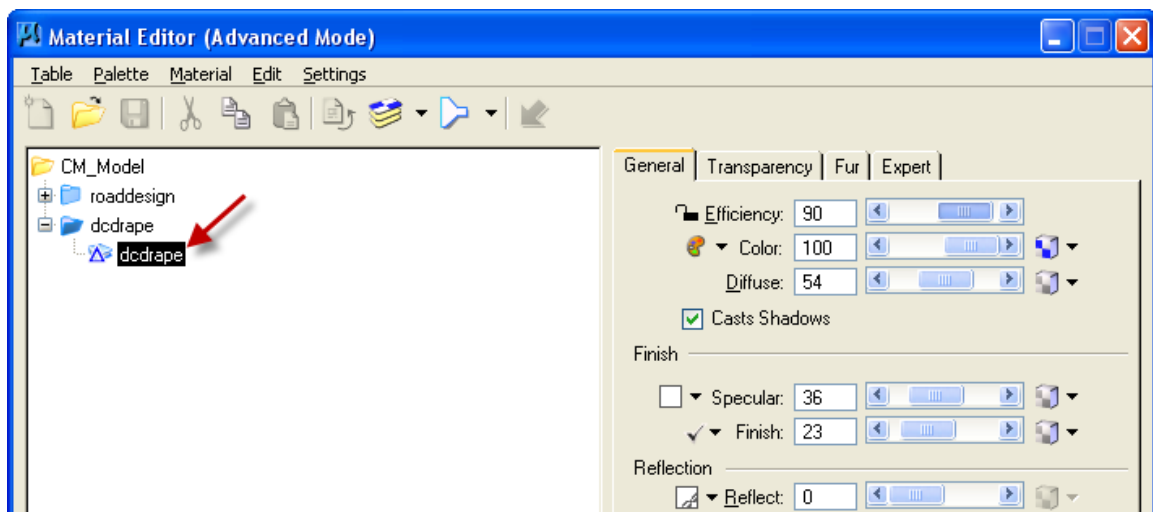 Material Editor (Advanced Mode)
Table Palette Material Edit Settings
CM_Model
roaddesign
dcdrape
dcdrape
General Transparency Fur Expert
Efficiency: 90
Color: 100
Diffuse: 54
Casts Shadows
Finish
Specular: 36
Finish: 23
Reflection
Reflect: 0